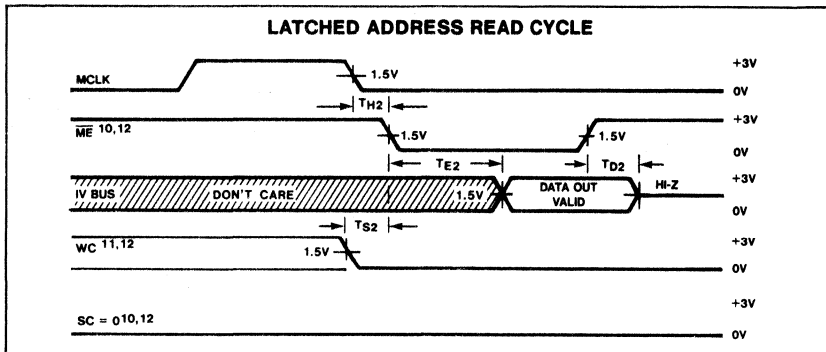 LATCHED ADDRESS READ CYCLE
+3V
MCLK
1.5V
0V
TH2
+3V
ME 10,12
1.5V
1.5V
0V
TE2
TD2
+3V
IV BUS
DON'T CARE
1.5V
DATA OUT
VALID
HI-Z
0V
TS2
+3V
WC 11,12
1.5V
0V
+3V
SC = 0 10,12
0V